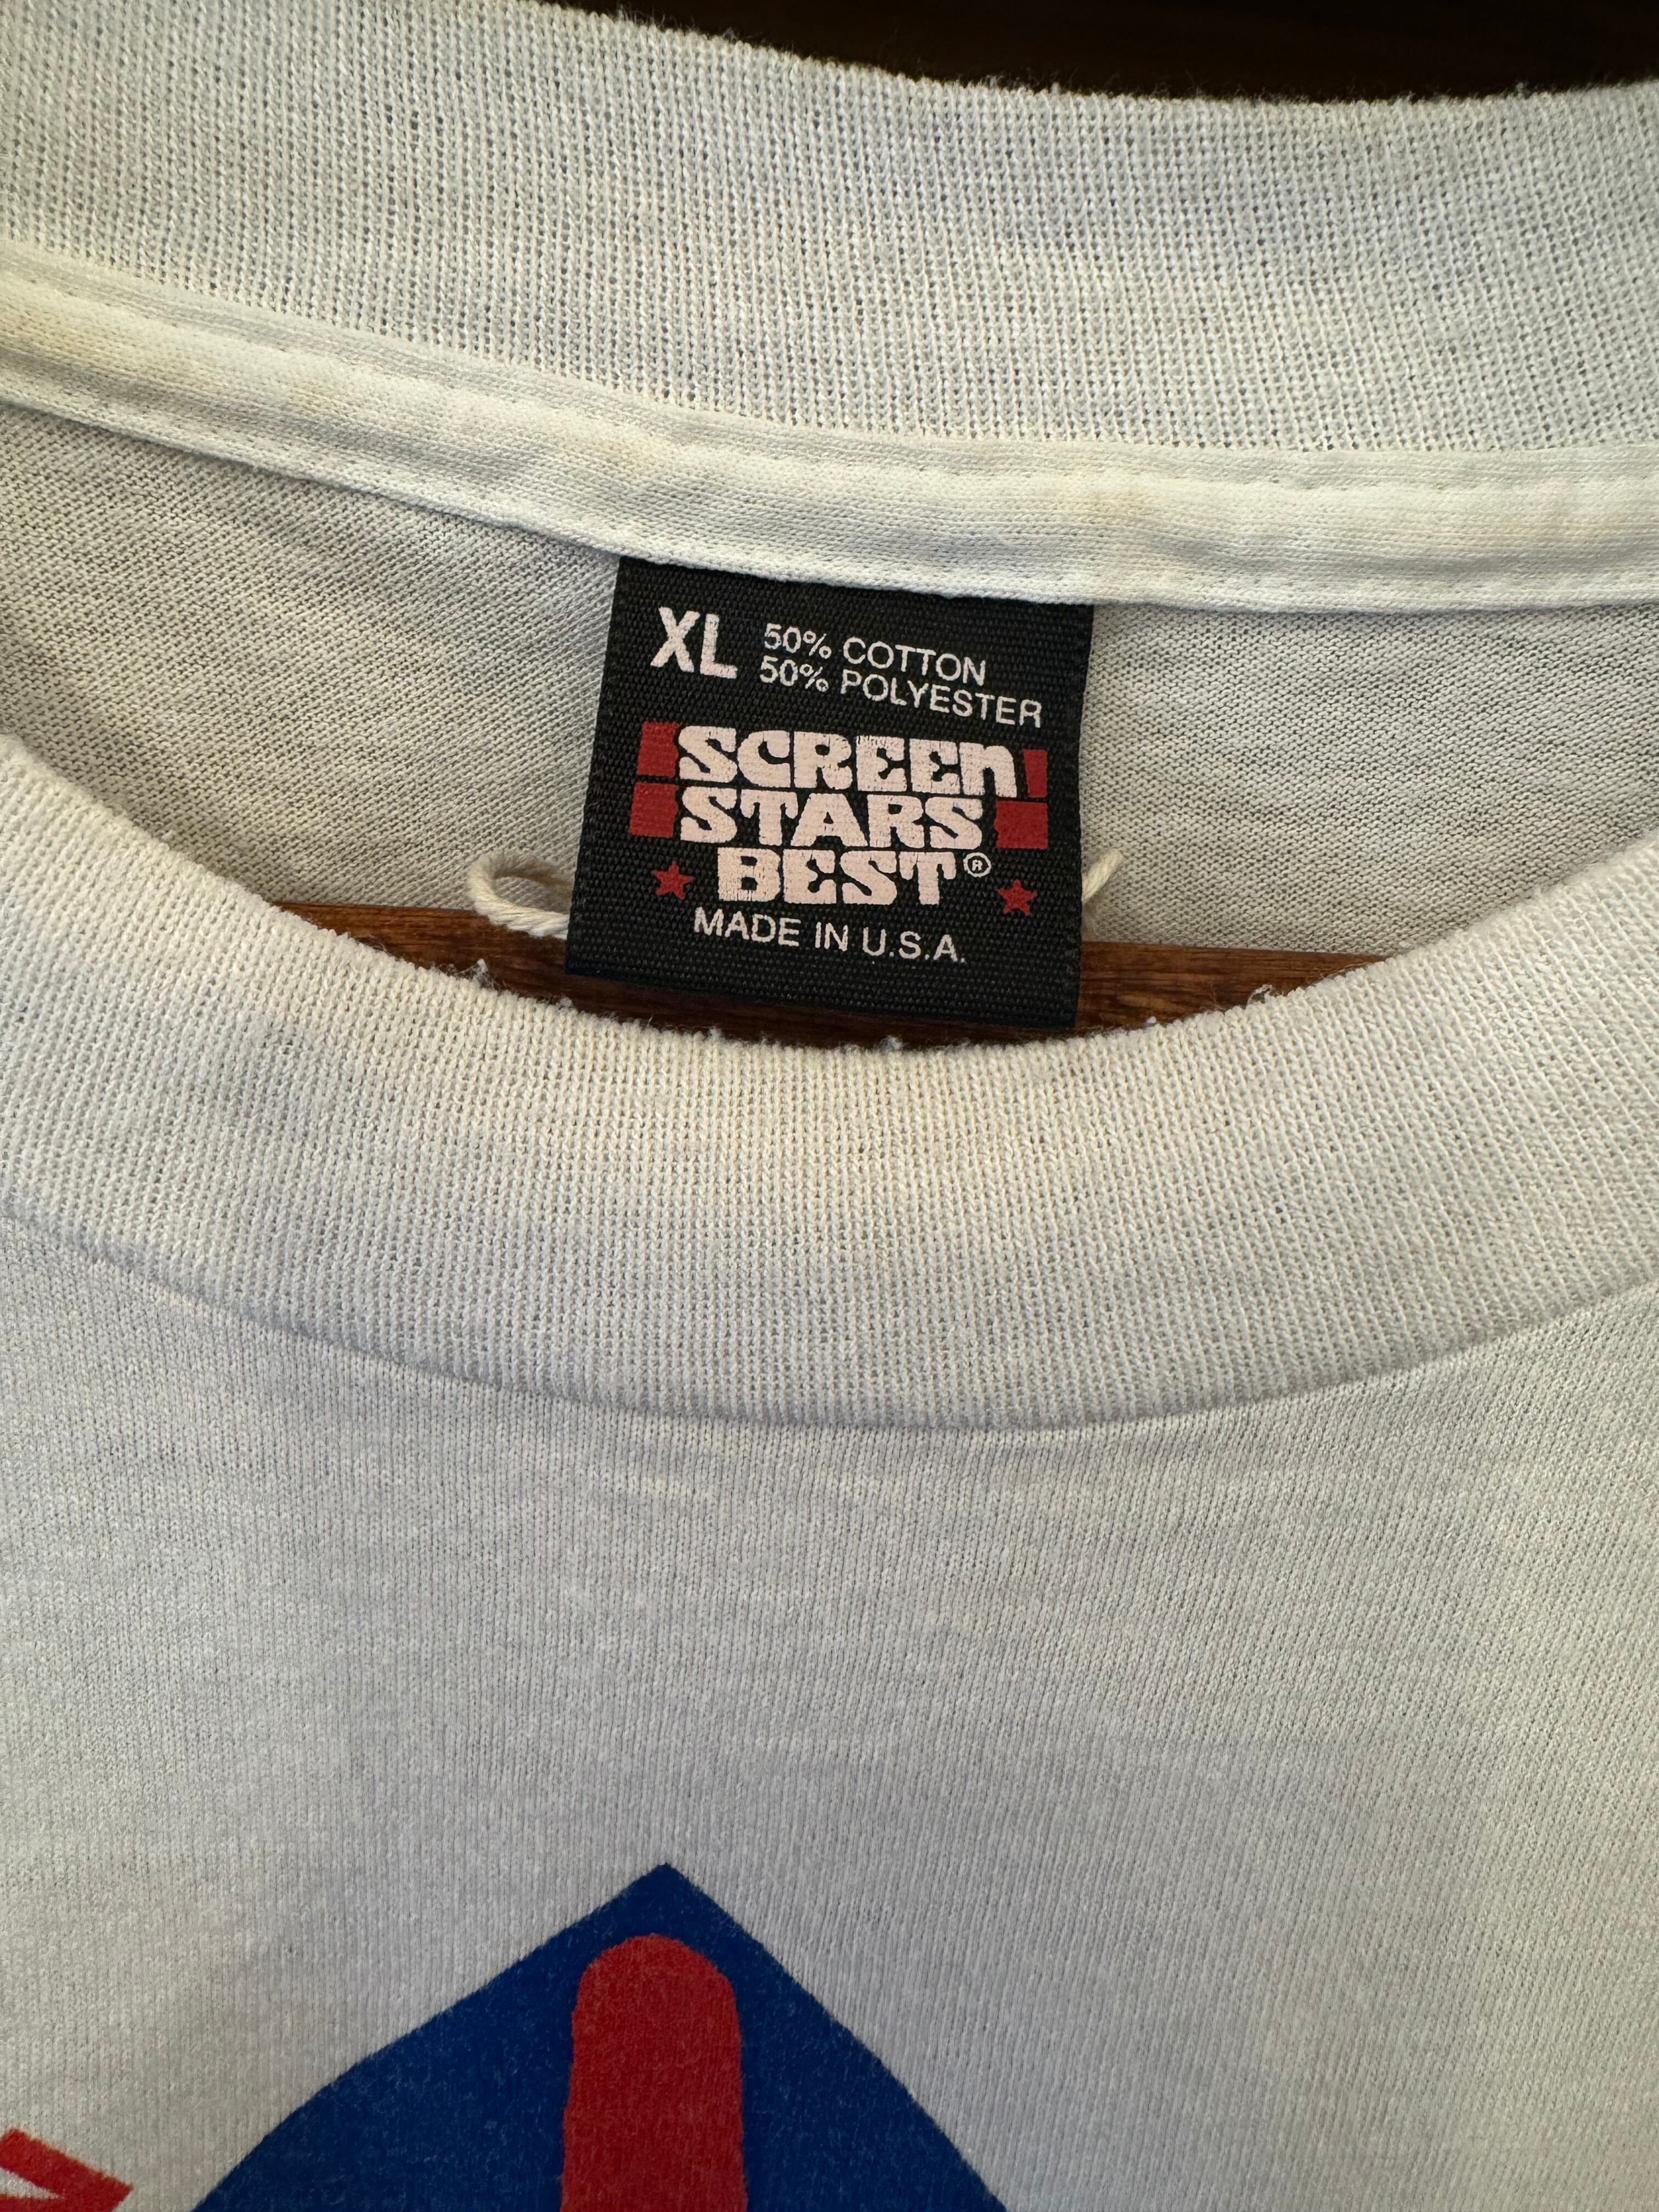 XL 50% COTTON
50% POLYESTER
SCREEN
STARS
BEST®
MADE IN U.S.A.